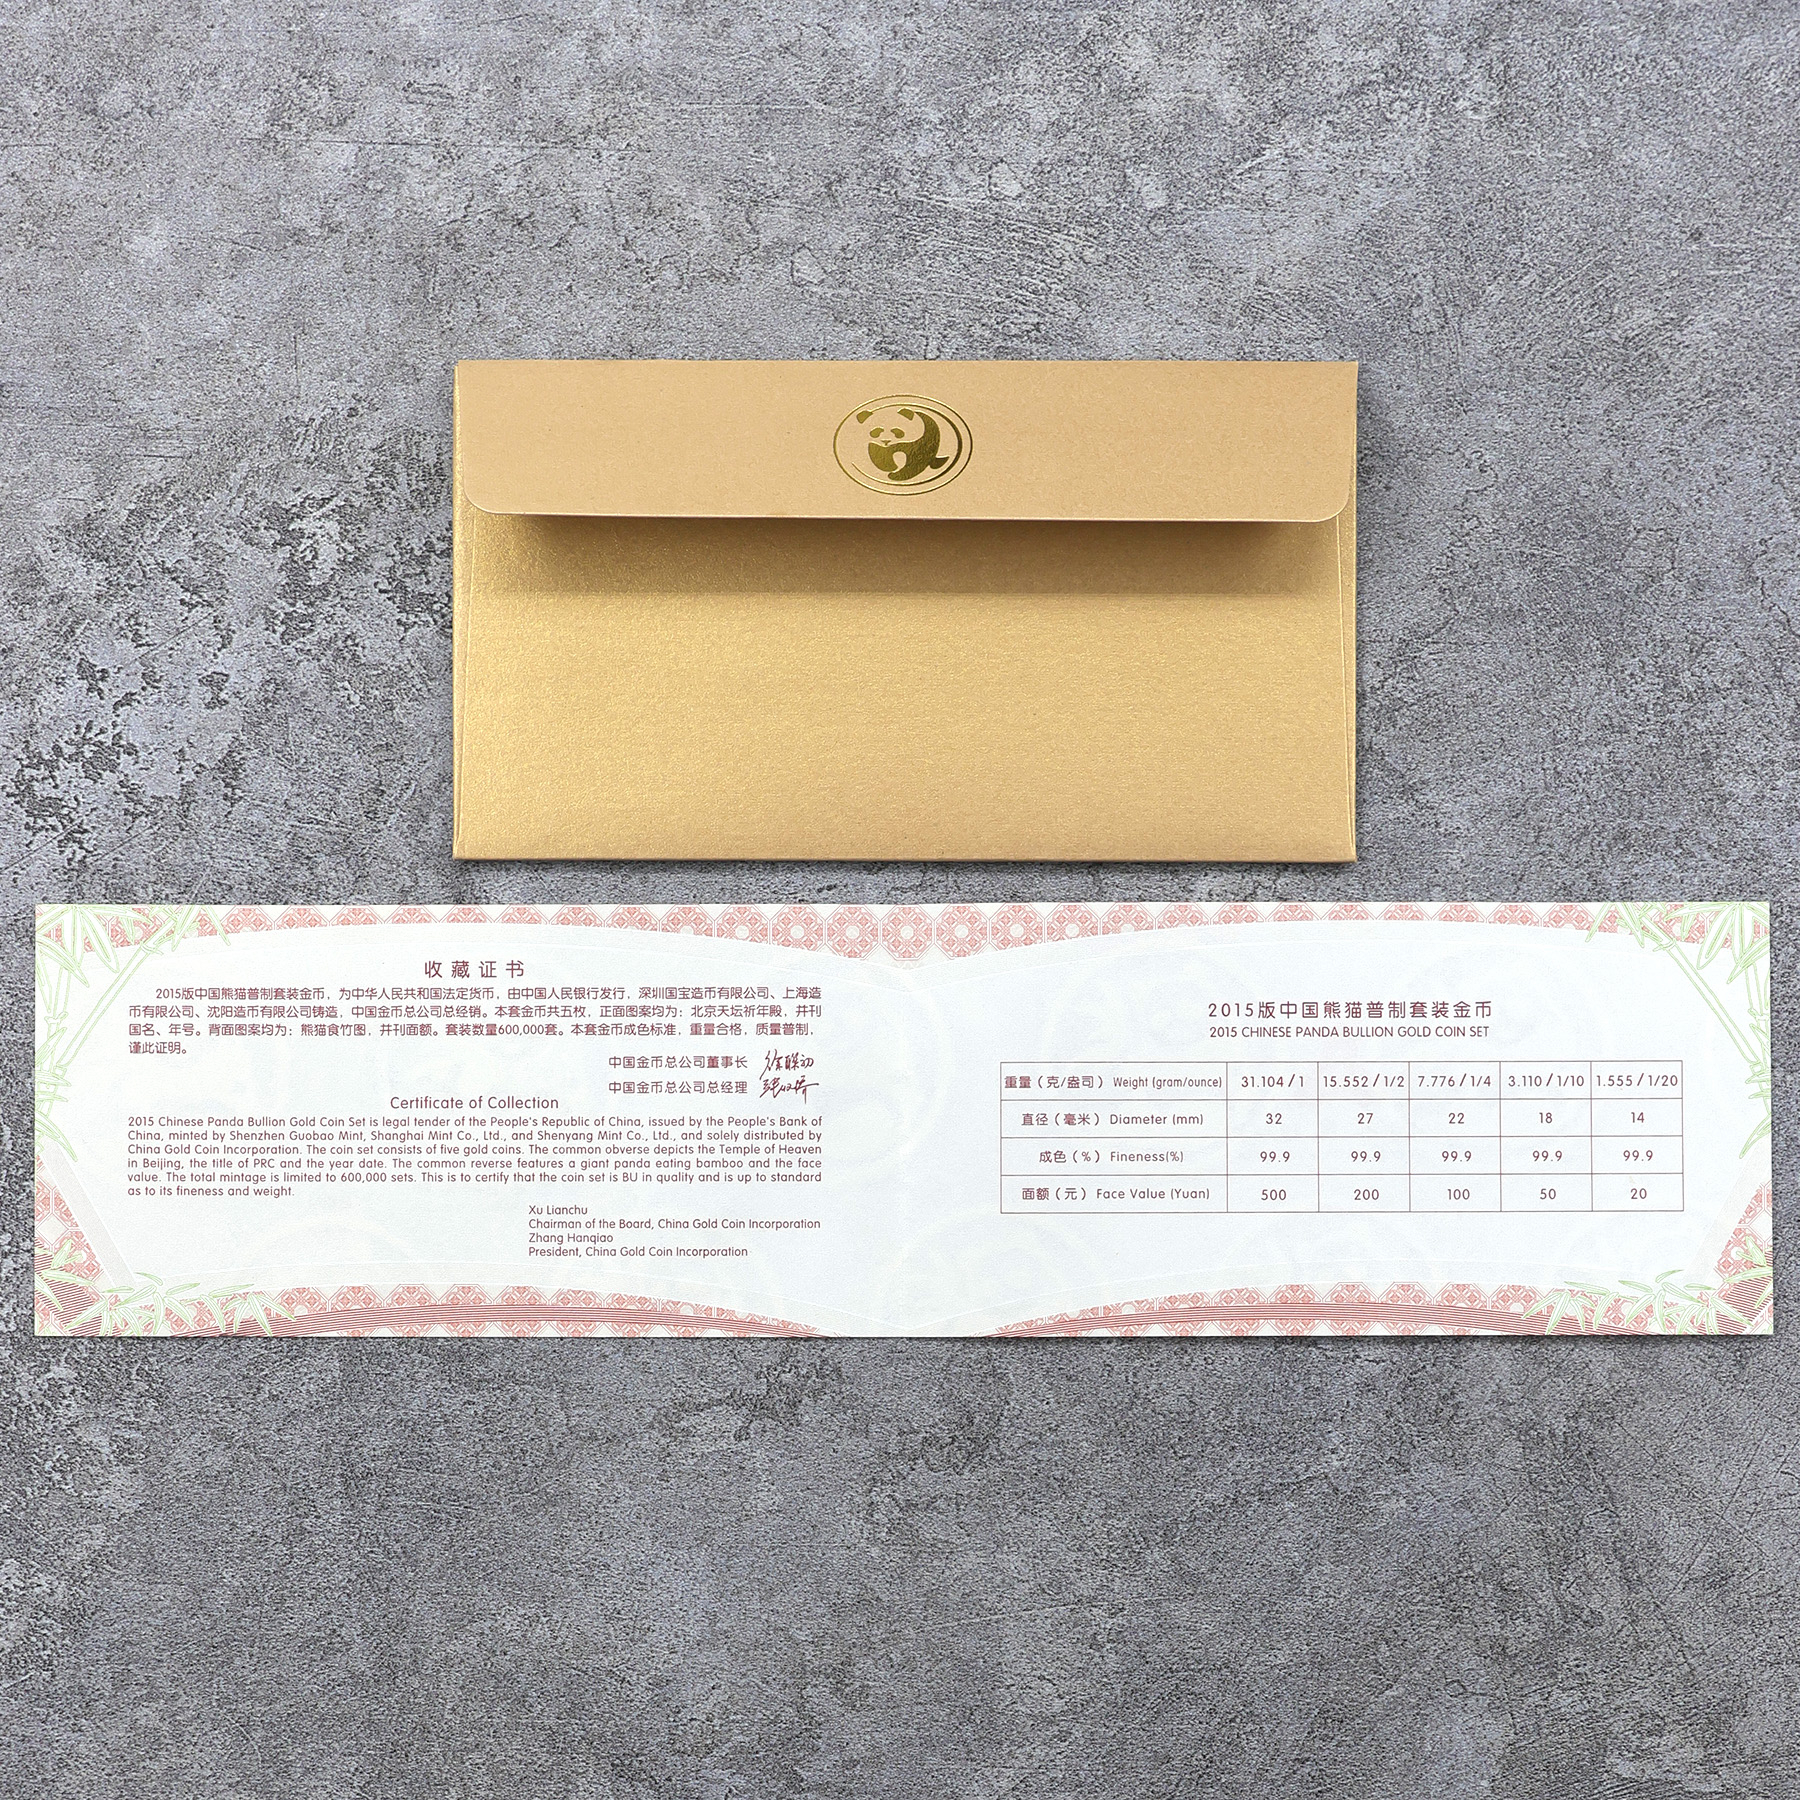 收藏证书
2015版中国熊猫普制套装金币，为中华人民共和国法定货币，由中国人民银行发行，深圳国宝造币有限公司、上海造
币有限公司、沈阳造币有限公司铸造，中国金币总公司总经销。本套金币共五枚，正面图案均为：北京天坛祈年殿，并刊
国名、年号。背面图案均为：熊猫食竹图，并刊面额。套装数量600,000套。本套金币成色标准，重量合格，质量普制，
谨此证明。
中国金币总公司董事长
中国金币总公司总经理
Certificate of Collection
2015 Chinese Panda Bullion Gold Coin Set is legal tender of the People's Republic of China, issued by the People's Bank of
China, minted by Shenzhen Guobao Mint, Shanghai Mint Co., Ltd., and Shenyang Mint Co., Ltd., and solely distributed by
China Gold Coin Incorporation. The coin set consists of five gold coins. The common obverse depicts the Temple of Heaven
in Beijing, the title of PRC and the year date. The common reverse features a giant panda eating bamboo and the face
value. The total mintage is limited to 600,000 sets. This is to certify that the coin set is BU in quality and is up to standard
as to its fineness and weight.
Xu Lianchu
Chairman of the Board, China Gold Coin Incorporation
Zhang Hanqiao
President, China Gold Coin Incorporation
2015版中国熊猫普制套装金币
2015 CHINESE PANDA BULLION GOLD COIN SET
重量（克/盎司） Weight (gram/ounce) 31.104 / 1 15.552 / 1/2 7.776 / 1/4 3.110 / 1/10 1.555 / 1/20
直径（毫米） Diameter (mm) 32 27 22 18 14
成色（%） Fineness(%) 99.9 99.9 99.9 99.9 99.9
面额（元） Face Value (Yuan) 500 200 100 50 20